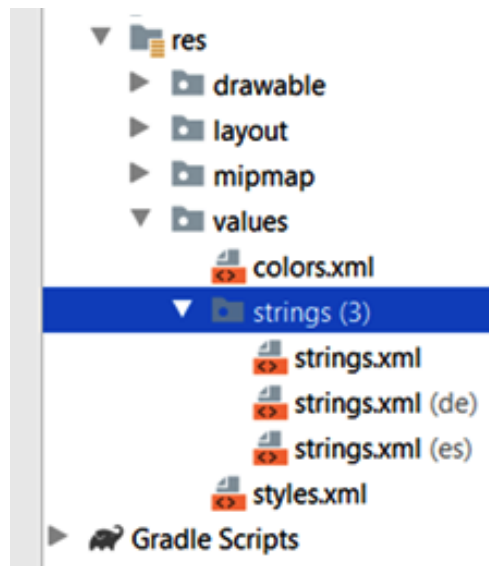 res
drawable
layout
mipmap
values
colors.xml
strings (3)
strings.xml
strings.xml (de)
strings.xml (es)
styles.xml
Gradle Scripts